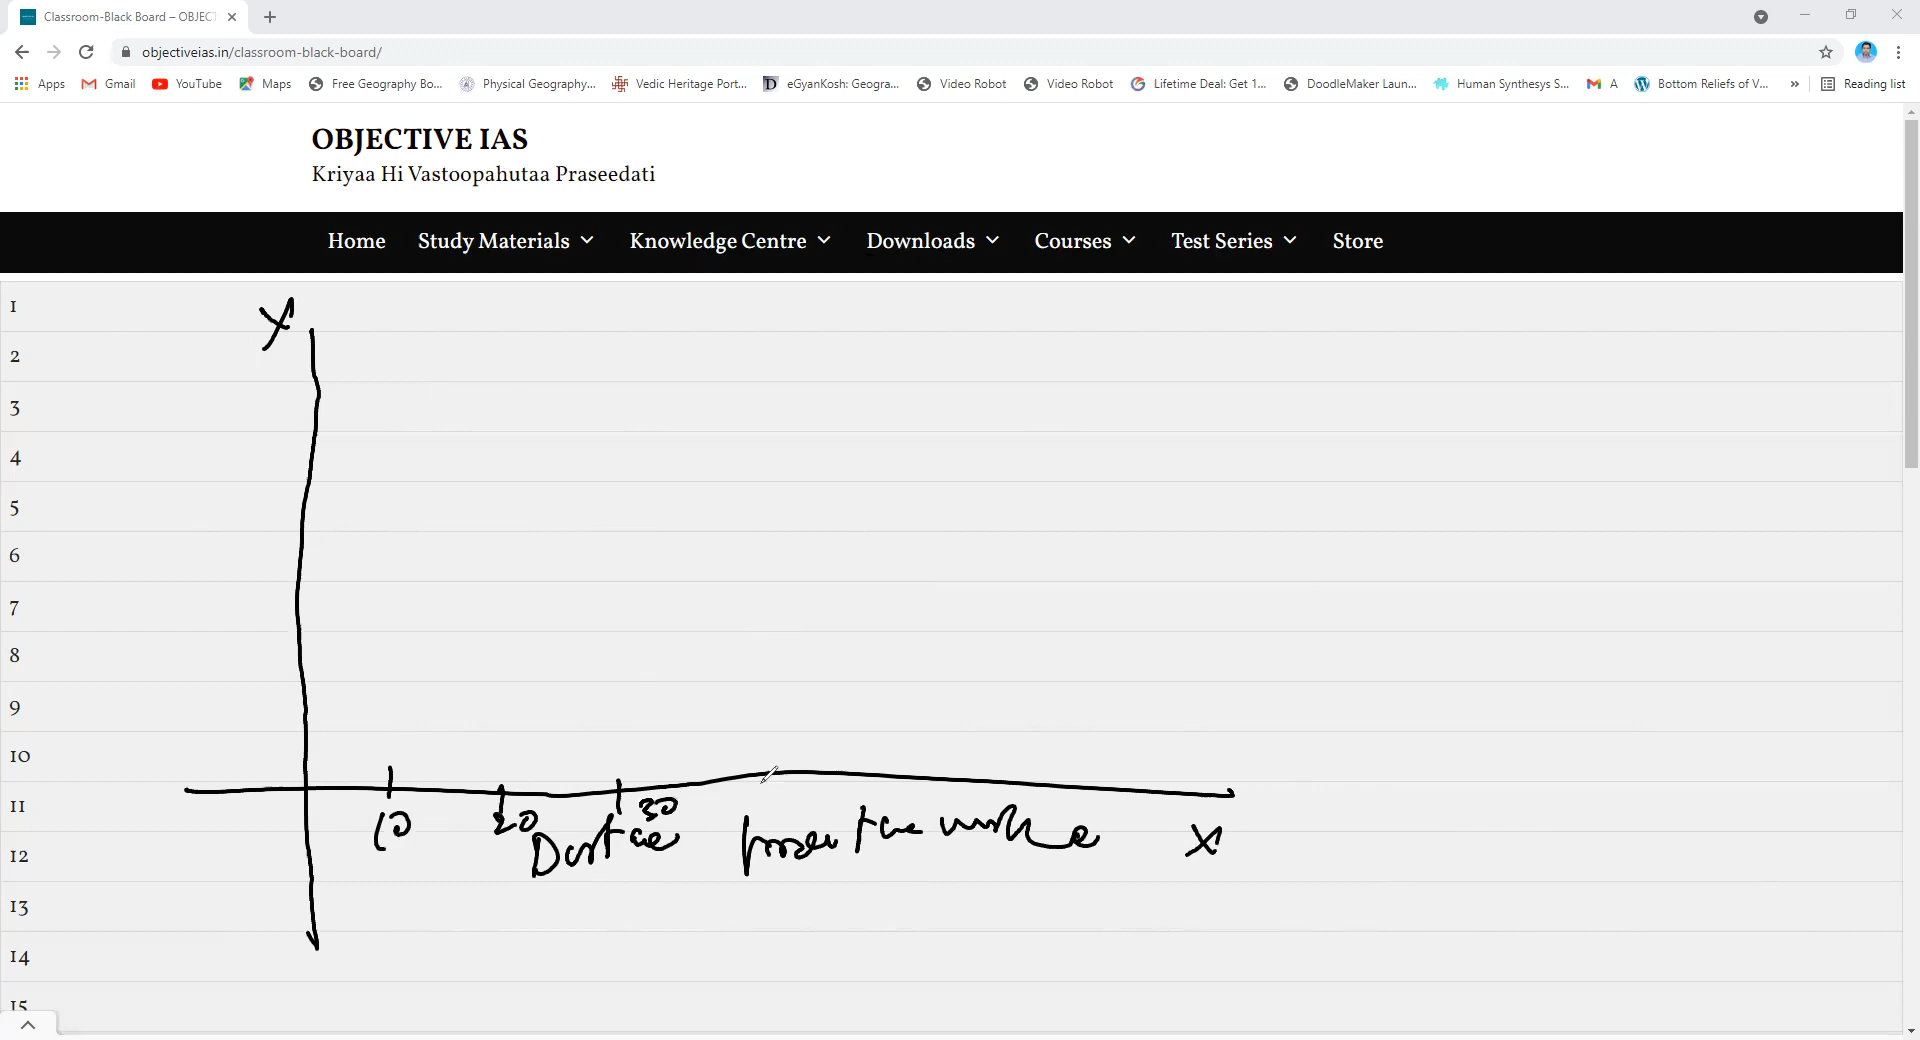 Classroom-Black Board – OBJECT
objectiveias.in/classroom-black-board/
Apps Gmail YouTube Maps Free Geography Bo... Physical Geography,... Vedic Heritage Port... eGyanKosh: Geogra... Video Robot Video Robot Lifetime Deal: Get 1... DoodleMaker Laun... Human Synthesys S... A Bottom Reliefs of V... » Reading list
OBJECTIVE IAS
Kriyaa Hi Vastoopahutaa Praseedati
Home Study Materials Knowledge Centre Downloads Courses Test Series Store
1
2
3
4
5
6
7
8
9
10
11
12
13
14
15
10 20 30
the X